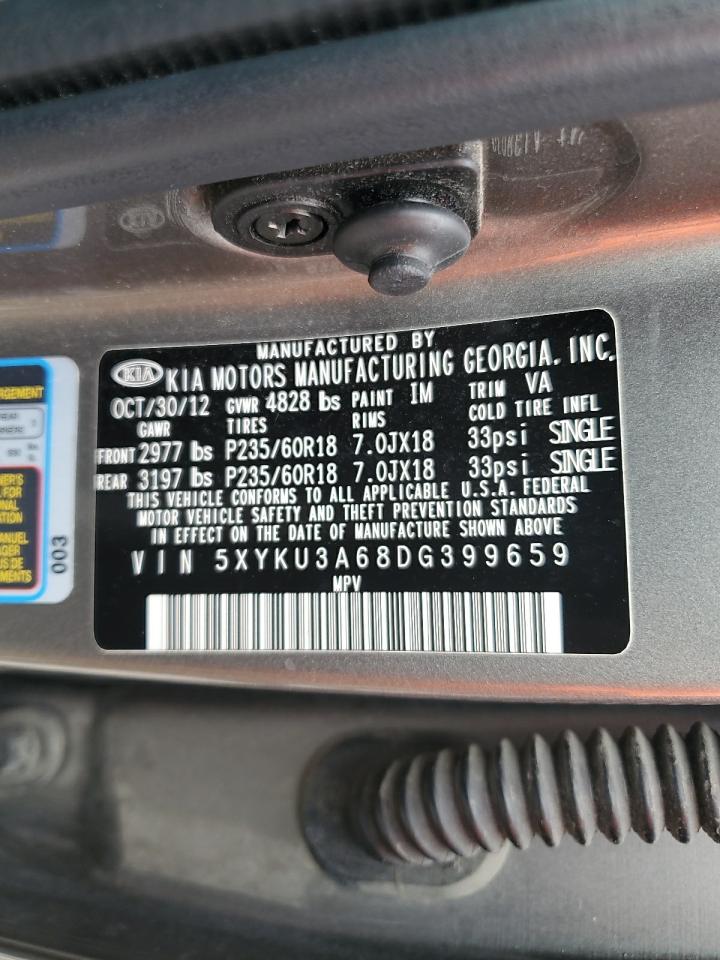 MANUFACTURED BY
KIA KIA MOTORS MANUFACTURING GEORGIA, INC.
OCT/30/12 GVWR 4828 lbs PAINT IM TRIM VA
GAWR TIRES RIMS COLD TIRE INFL
FRONT 2977 lbs P235/60R18 7.0JX18 33psi SINGLE
REAR 3197 lbs P235/60R18 7.0JX18 33psi SINGLE
THIS VEHICLE CONFORMS TO ALL APPLICABLE U.S.A. FEDERAL
MOTOR VEHICLE SAFETY AND THEFT PREVENTION STANDARDS
IN EFFECT ON THE DATE OF MANUFACTURE SHOWN ABOVE
VIN 5XYKU3A68DG399659
MPV
003